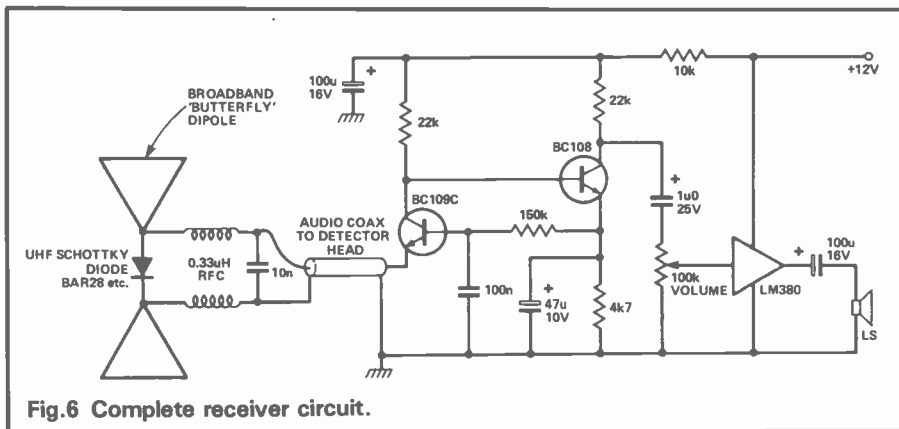 BROADBAND
'BUTTERFLY'
DIPOLE
UHF SCHOTTKY
DIODE
BAR28 etc.
0.33uH
RFC
10n
AUDIO COAX
TO DETECTOR
HEAD
100u
16V
+
22k
BC109C
100n
150k
BC108
22k
10k
+12V
+
47u
10V
4k7
+
1u0
25V
100k
VOLUME
LM380
+
100u
16V
LS
Fig.6 Complete receiver circuit.